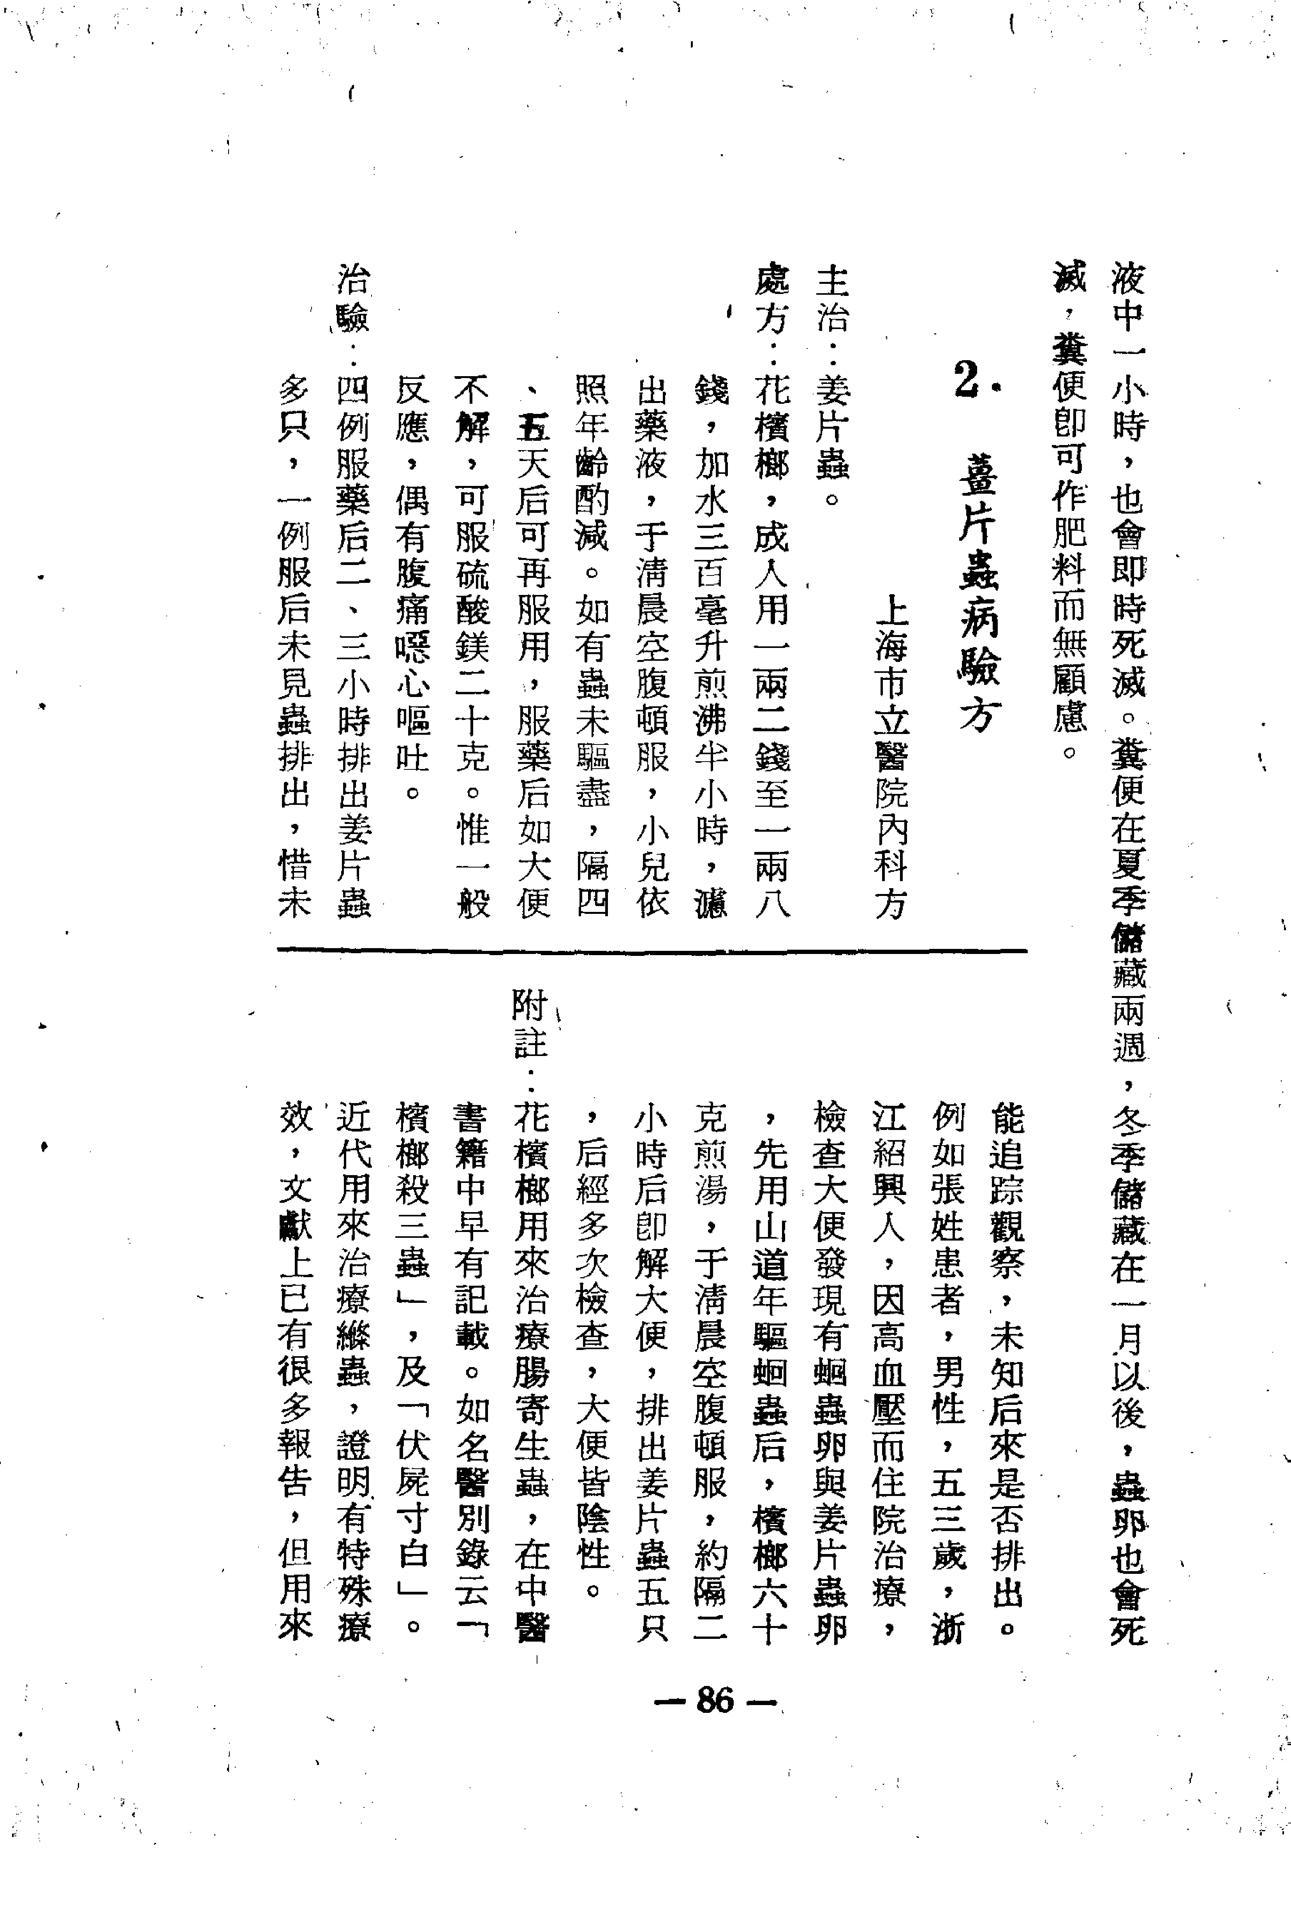 液中一小時，也會即時死滅。糞便在夏季儲藏兩週，冬季儲藏在一月以後，蟲卵也會死
滅，糞便卽可作肥料而無顧慮。
2. 薑片蟲病驗方
上海市立醫院內科方
主治：姜片蟲。
處方：花檳榔，成人用一兩二錢至一兩八
錢，加水三百毫升煎沸半小時，濾
出藥液，于淸晨空腹頓服，小兒依
照年齡酌減。如有蟲未驅盡，隔四
、五天后可再服用，服藥后如大便
不解，可服硫酸鎂二十克。惟一般
反應，偶有腹痛噁心嘔吐。
治驗：四例服藥后二、三小時排出姜片蟲
多只，一例服后未見蟲排出，惜未
能追踪觀察，未知后來是否排出。
例如張姓患者，男性，五三歲，浙
江紹興人，因高血壓而住院治療，
檢查大便發現有蛔蟲卵與姜片蟲卵
，先用山道年驅蛔蟲后，檳榔六十
克煎湯，于淸晨空腹頓服，約隔二
小時后卽解大便，排出姜片蟲五只
，后經多次檢查，大便皆陰性。
附註：花檳榔用來治療腸寄生蟲，在中醫
書籍中早有記載。如名醫別錄云「
檳榔殺三蟲」，及「伏屍寸白」。
近代用來治療縧蟲，證明有特殊療
效，文獻上已有很多報告，但用來
— 86 —